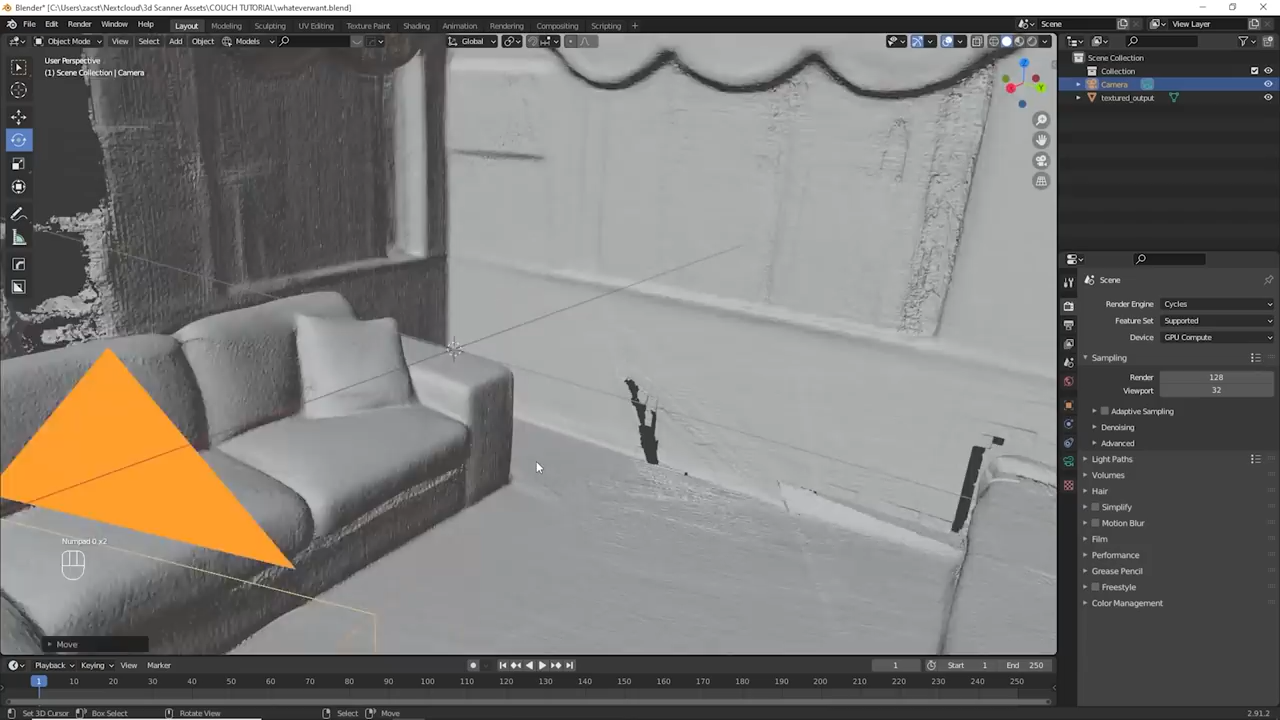 Blender* [C:\Users\zacst\Nextcloud\3d Scanner Assets\COUCH TUTORIAL\whateverwant.blend]
File Edit Render Window Help Layout Modeling Sculpting UV Editing Texture Paint Shading Animation Rendering Compositing Scripting Scene View Layer
Object Mode View Select Add Object Models Global
User Perspective
(1) Scene Collection | Camera
Scene Collection
Collection
Camera
textured_output
Scene
Render Engine Cycles
Feature Set Supported
Device GPU Compute
Sampling
Render 128
Viewport 32
Adaptive Sampling
Denoising
Advanced
Light Paths
Volumes
Hair
Simplify
Motion Blur
Film
Performance
Grease Pencil
Freestyle
Color Management
Numpad 0 x2
Move
Playback Keying View Marker 1 Start 1 End 250
1 10 20 30 40 50 60 70 80 90 100 110 120 130 140 150 160 170 180 190 200 210 220 230 240 250
Set 3D Cursor Box Select Rotate View Select Move 2.91.2
X
Y
Z